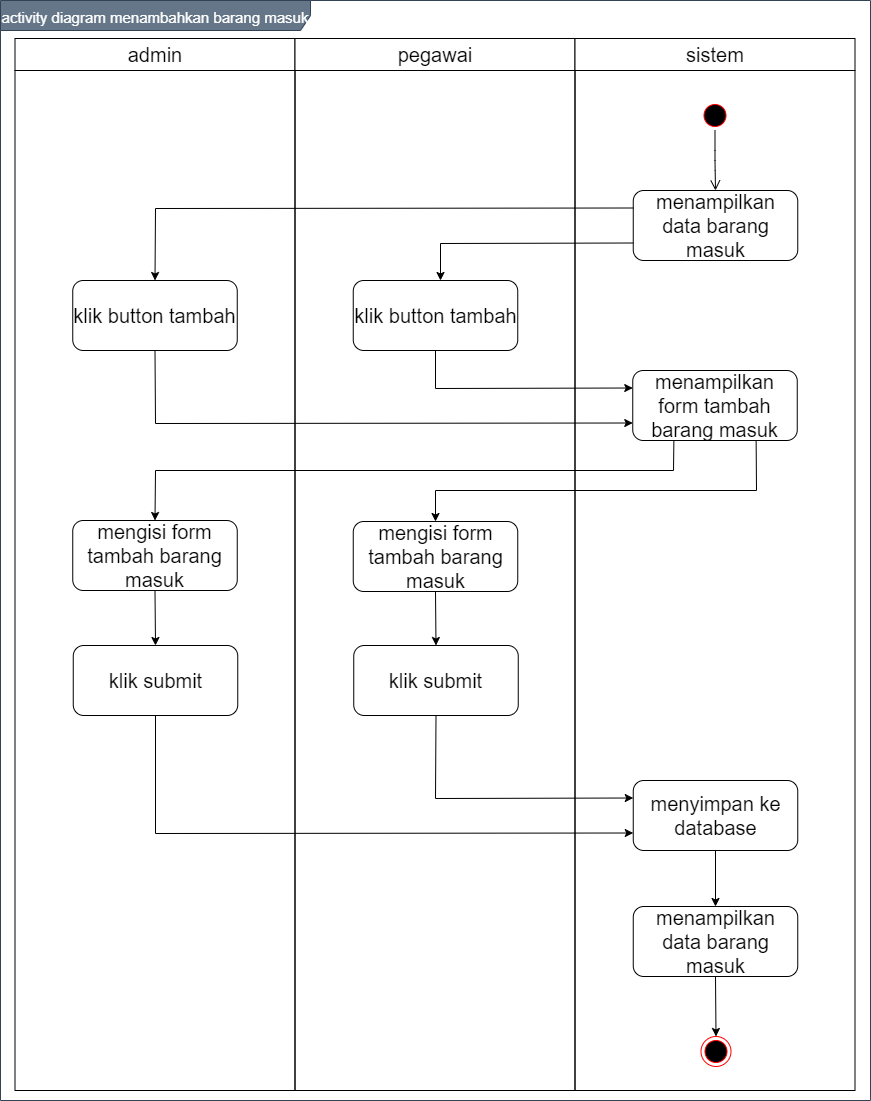 activity diagram menambahkan barang masuk
admin
pegawai
sistem
menampilkan
data barang
masuk
klik button tambah
klik button tambah
menampilkan
form tambah
barang masuk
mengisi form
tambah barang
masuk
mengisi form
tambah barang
masuk
klik submit
klik submit
menyimpan ke
database
menampilkan
data barang
masuk